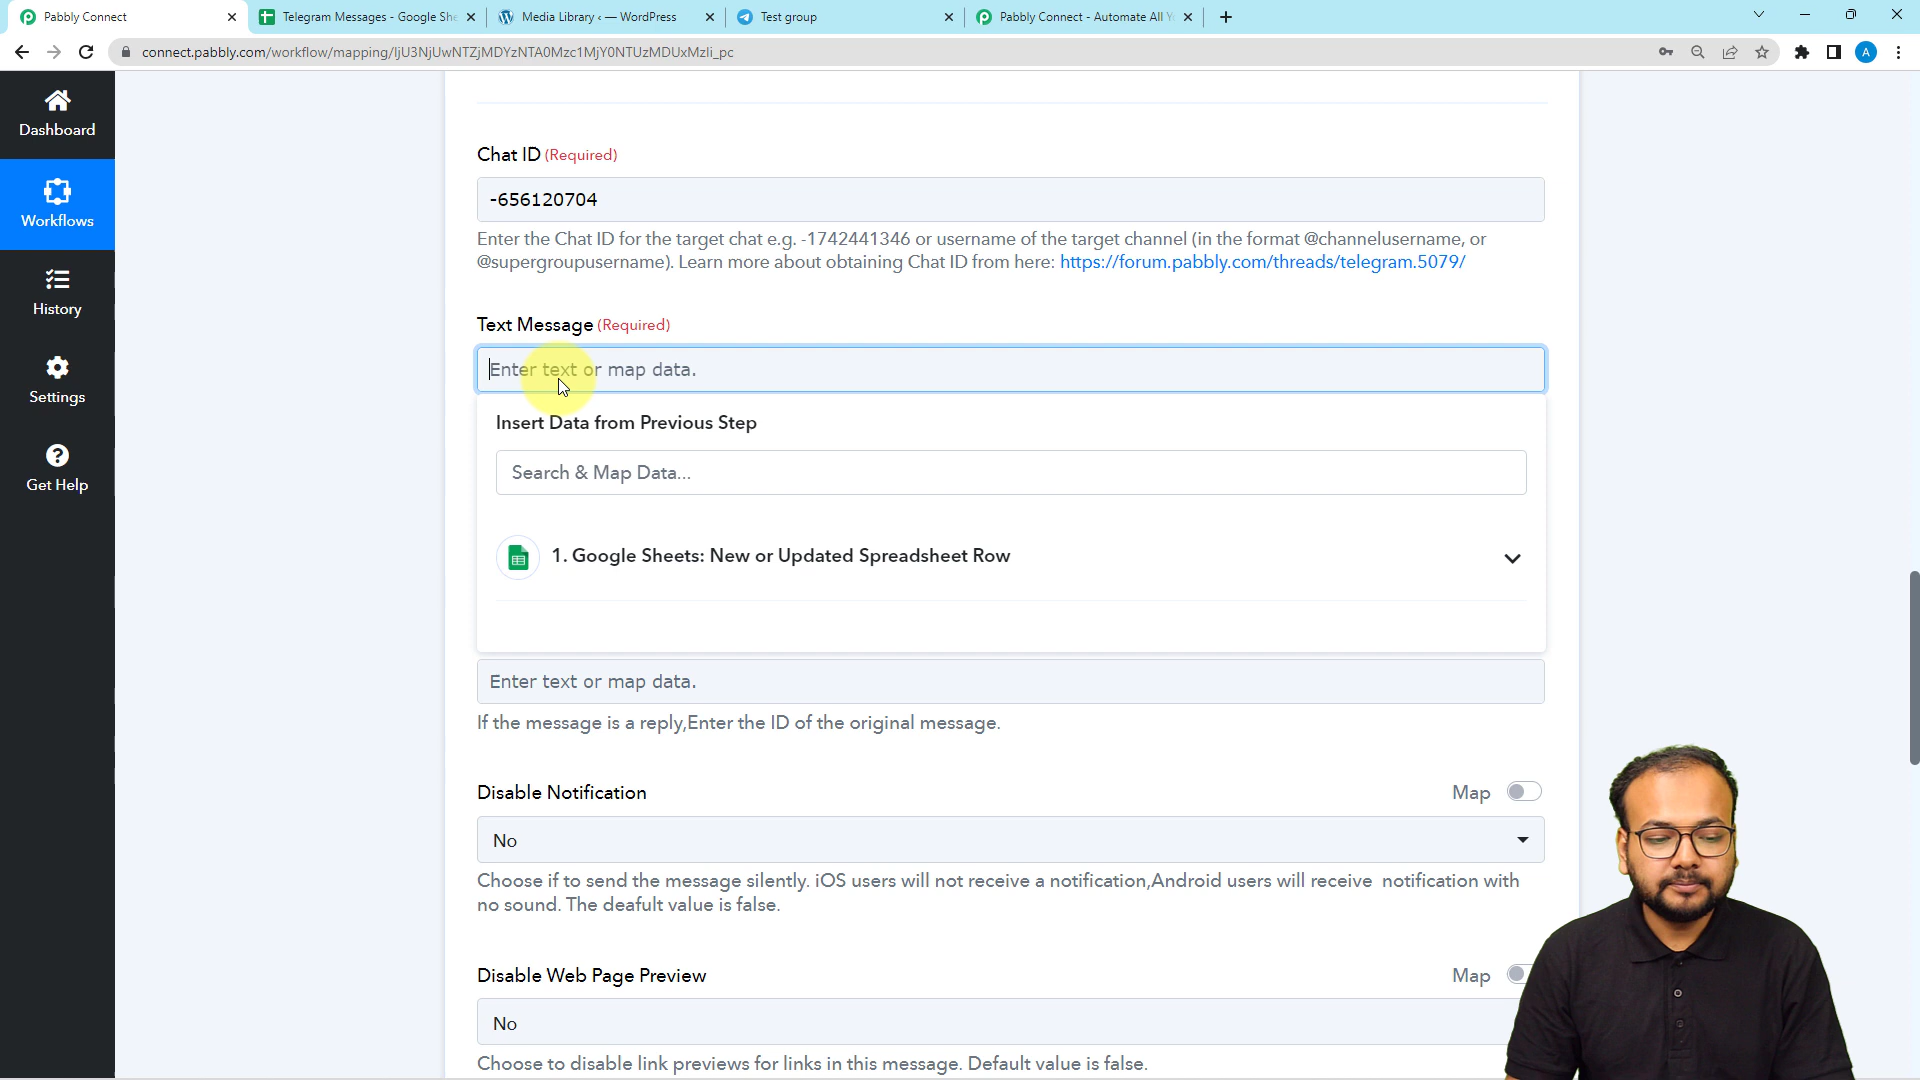 Pabbly Connect
Telegram Messages - Google She
Media Library ‹ — WordPress
Test group
Pabbly Connect - Automate All Y
connect.pabbly.com/workflow/mapping/IjU3NjUwNTZjMDYzNTA0Mzc1MjY0NTUzMDUxMzIi_pc
A
Dashboard
Workflows
History
Settings
Get Help
Chat ID (Required)
-656120704
Enter the Chat ID for the target chat e.g. -1742441346 or username of the target channel (in the format @channelusername, or
@supergroupusername). Learn more about obtaining Chat ID from here: https://forum.pabbly.com/threads/telegram.5079/
Text Message (Required)
Enter text or map data.
Insert Data from Previous Step
Search & Map Data...
1. Google Sheets: New or Updated Spreadsheet Row
Enter text or map data.
If the message is a reply,Enter the ID of the original message.
Disable Notification
Map
No
Choose if to send the message silently. iOS users will not receive a notification,Android users will receive notification with
no sound. The deafult value is false.
Disable Web Page Preview
Map
No
Choose to disable link previews for links in this message. Default value is false.